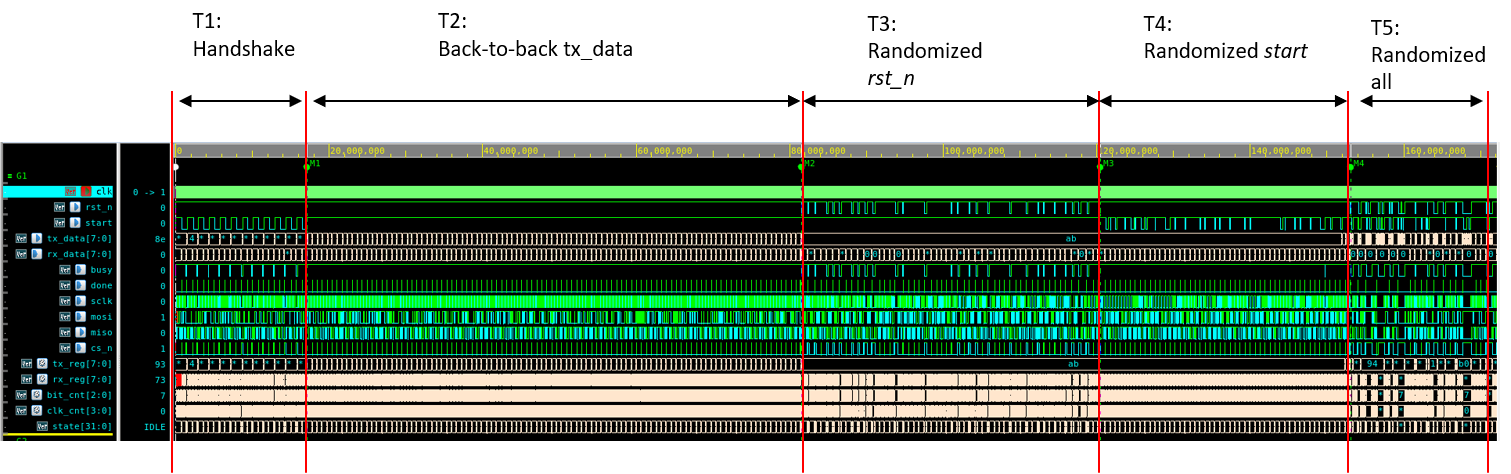 T1:
Handshake
T2:
Back-to-back tx_data
T3:
Randomized
rst_n
T4:
Randomized start
T5:
Randomized
all
0 20,000,000 40,000,000 60,000,000 80,000,000 100,000,000 120,000,000 140,000,000 160,000,000
M1 M2 M3 M4
G1
clk 0 -> 1
rst_n 0
start 0
tx_data[7:0] 8e 4 ab
rx_data[7:0] 0
busy 0
done 0
sclk 0
mosi 1
miso 0
cs_n 1
tx_reg[7:0] 93 4 ab 94
rx_reg[7:0] 73
bit_cnt[2:0] 7
clk_cnt[3:0] 0
state[31:0] IDLE